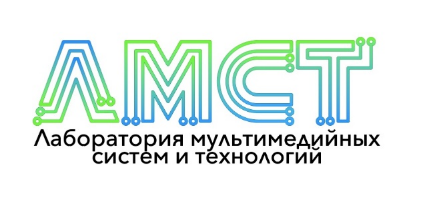 ЛМСТ
Лаборатория мультимедийных
систем и технологий